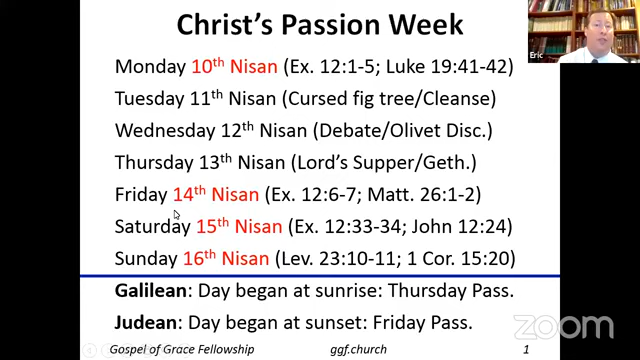 Christ's Passion Week
Monday 10th Nisan (Ex. 12:1-5; Luke 19:41-42)
Tuesday 11th Nisan (Cursed fig tree/Cleanse)
Wednesday 12th Nisan (Debate/Olivet Disc.)
Thursday 13th Nisan (Lord's Supper/Geth.)
Friday 14th Nisan (Ex. 12:6-7; Matt. 26:1-2)
Saturday 15th Nisan (Ex. 12:33-34; John 12:24)
Sunday 16th Nisan (Lev. 23:10-11; 1 Cor. 15:20)
Galilean: Day began at sunrise: Thursday Pass.
Judean: Day began at sunset: Friday Pass.
Gospel of Grace Fellowship ggf.church 1
Eric
zoom